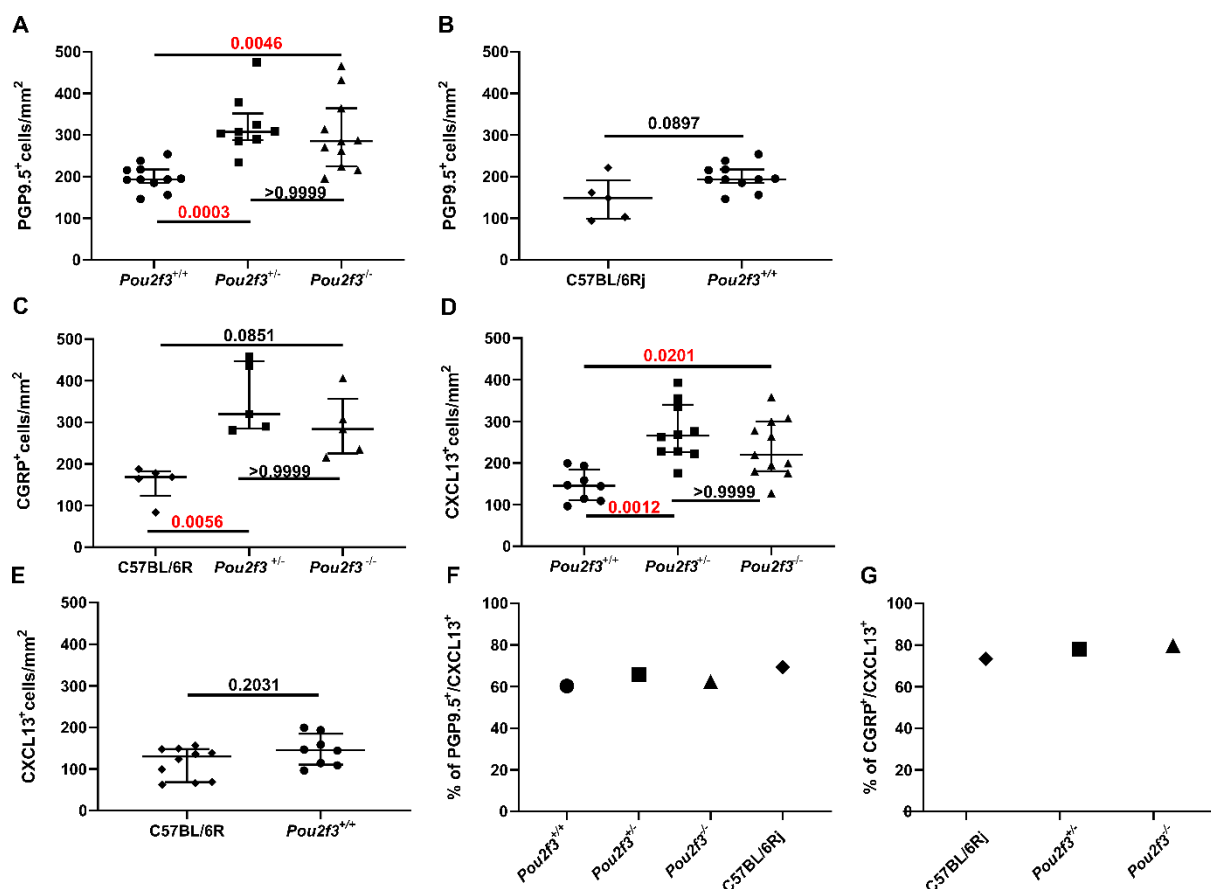 A
PGP9.5⁺ cells/mm²
500
400
300
200
100
0
0.0046
>0.9999
0.0003
Pou2f3⁺/⁺
Pou2f3⁺/⁻
Pou2f3⁻/⁻
B
PGP9.5⁺ cells/mm²
500
400
300
200
100
0
0.0897
C57BL/6Rj
Pou2f3⁺/⁺
C
CGRP⁺ cells/mm²
500
400
300
200
100
0
0.0851
>0.9999
0.0056
C57BL/6R
Pou2f3 ⁺/⁻
Pou2f3 ⁻/⁻
D
CXCL13⁺ cells/mm²
500
400
300
200
100
0
0.0201
>0.9999
0.0012
Pou2f3⁺/⁺
Pou2f3⁺/⁻
Pou2f3⁻/⁻
E
CXCL13⁺ cells/mm²
500
400
300
200
100
0
0.2031
C57BL/6R
Pou2f3⁺/⁺
F
% of PGP9.5⁺/CXCL13⁺
100
80
60
40
20
0
Pou2f3⁺/⁺
Pou2f3⁺/⁻
Pou2f3⁻/⁻
C57BL/6Rj
G
% of CGRP⁺/CXCL13⁺
100
80
60
40
20
0
C57BL/6Rj
Pou2f3⁺/⁻
Pou2f3⁻/⁻